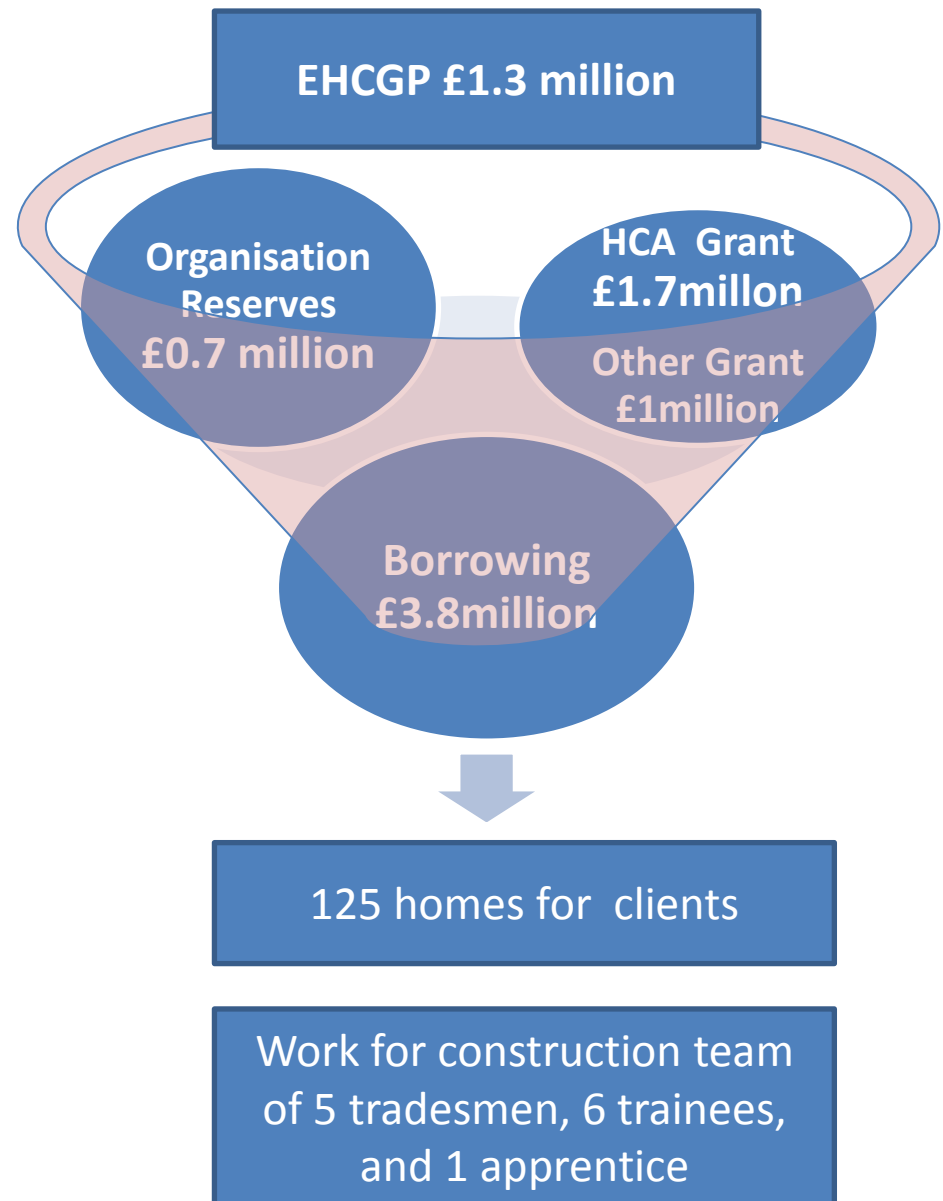 EHCGP £1.3 million
Organisation
Reserves
£0.7 million
HCA Grant
£1.7millon
Other Grant
£1million
Borrowing
£3.8million
125 homes for clients
Work for construction team
of 5 tradesmen, 6 trainees,
and 1 apprentice